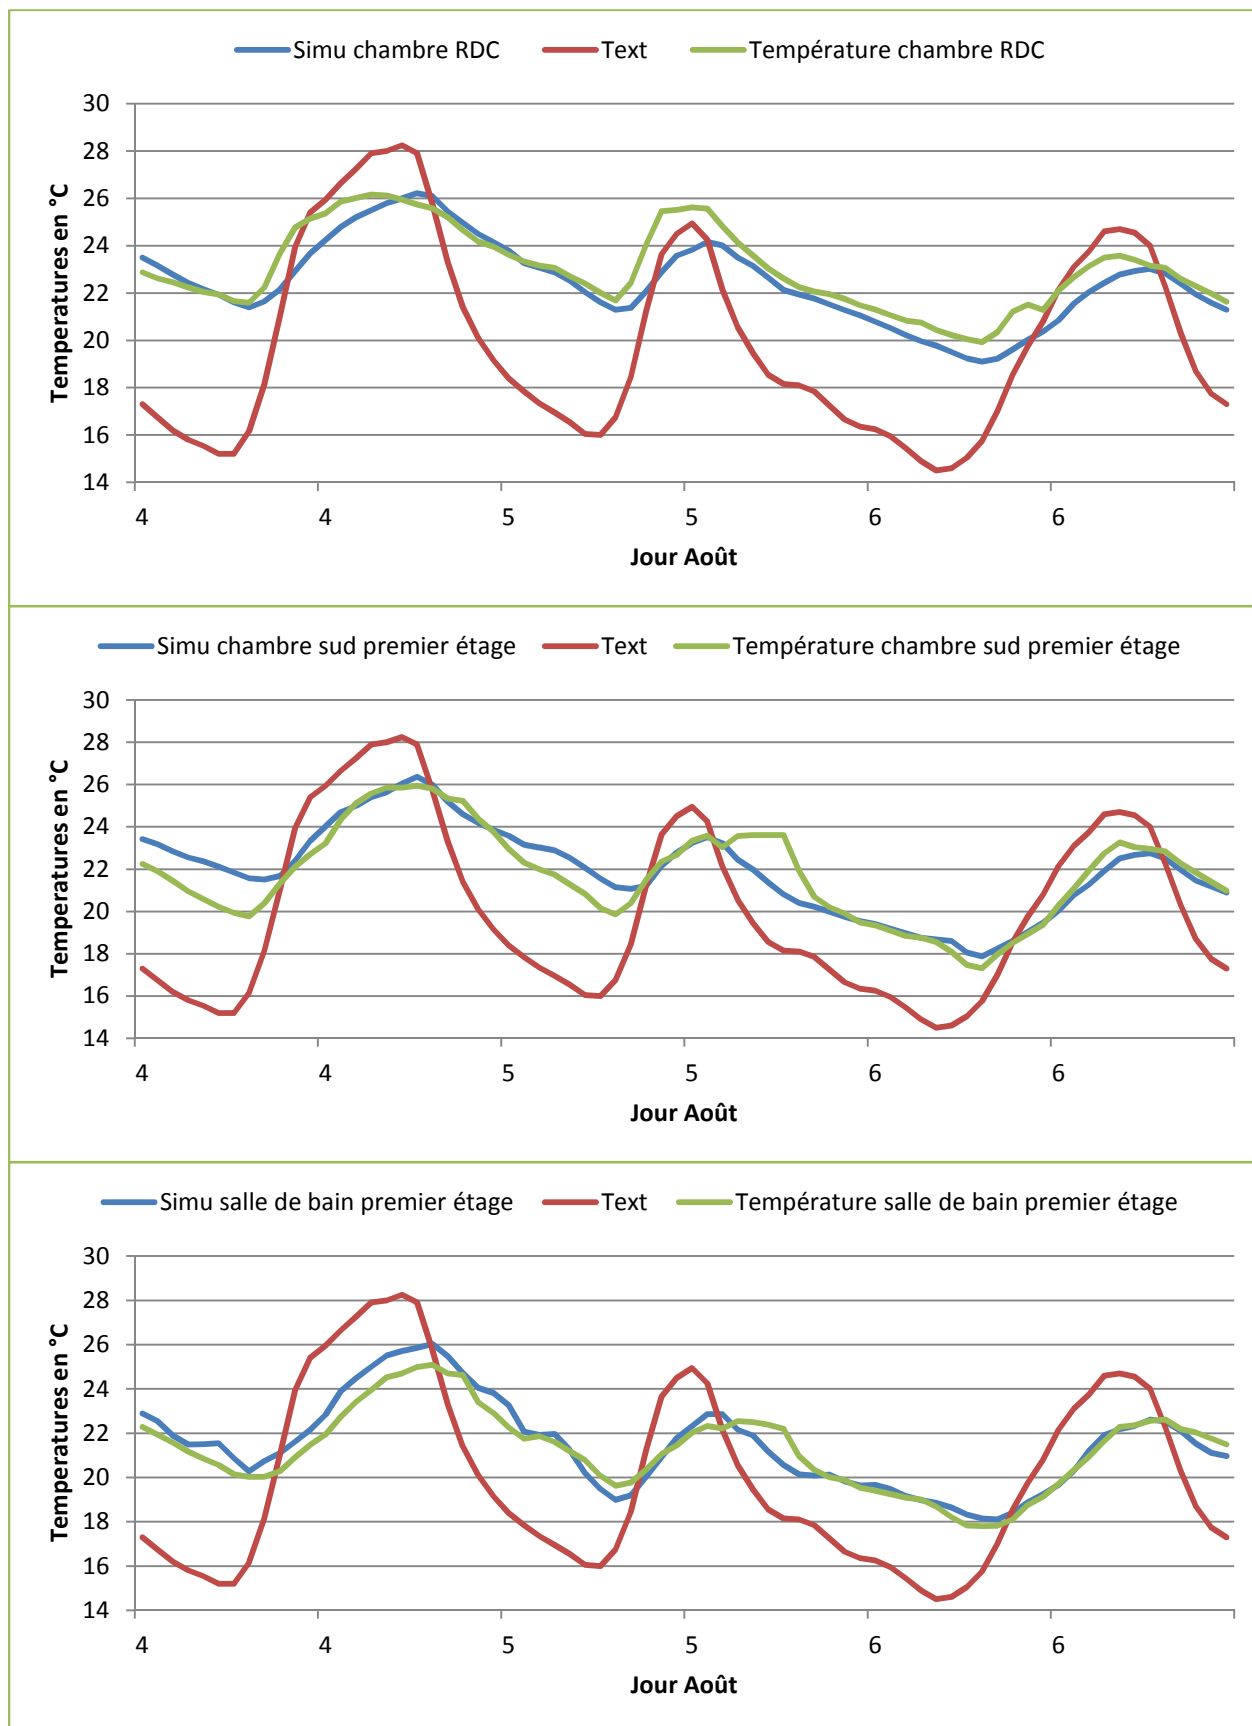 Simu chambre RDC Text Température chambre RDC
30
28
26
24
22
20
18
16
14
Temperatures en °C
4 4 5 5 6 6
Jour Août
Simu chambre sud premier étage Text Température chambre sud premier étage
30
28
26
24
22
20
18
16
14
Temperatures en °C
4 4 5 5 6 6
Jour Août
Simu salle de bain premier étage Text Température salle de bain premier étage
30
28
26
24
22
20
18
16
14
Temperatures en °C
4 4 5 5 6 6
Jour Août